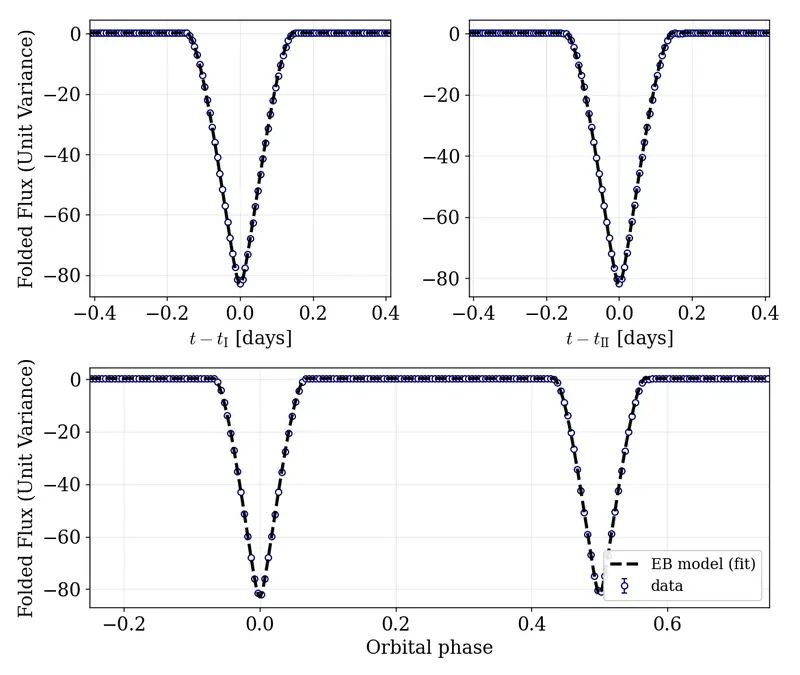 Folded Flux (Unit Variance)
0
−20
−40
−60
−80
−0.4 −0.2 0.0 0.2 0.4
t − tI [days]
0
−20
−40
−60
−80
−0.4 −0.2 0.0 0.2 0.4
t − tII [days]
Folded Flux (Unit Variance)
0
−20
−40
−60
−80
−0.2 0.0 0.2 0.4 0.6
Orbital phase
EB model (fit)
data